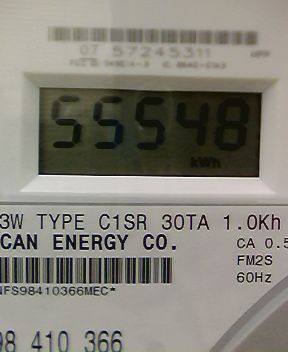 07 57245311
55548
kWh
3W TYPE C1SR 30TA 1.0Kh
CAN ENERGY CO.
CA 0.5
FM2S
60Hz
NFS98410366MEC*
98 410 366